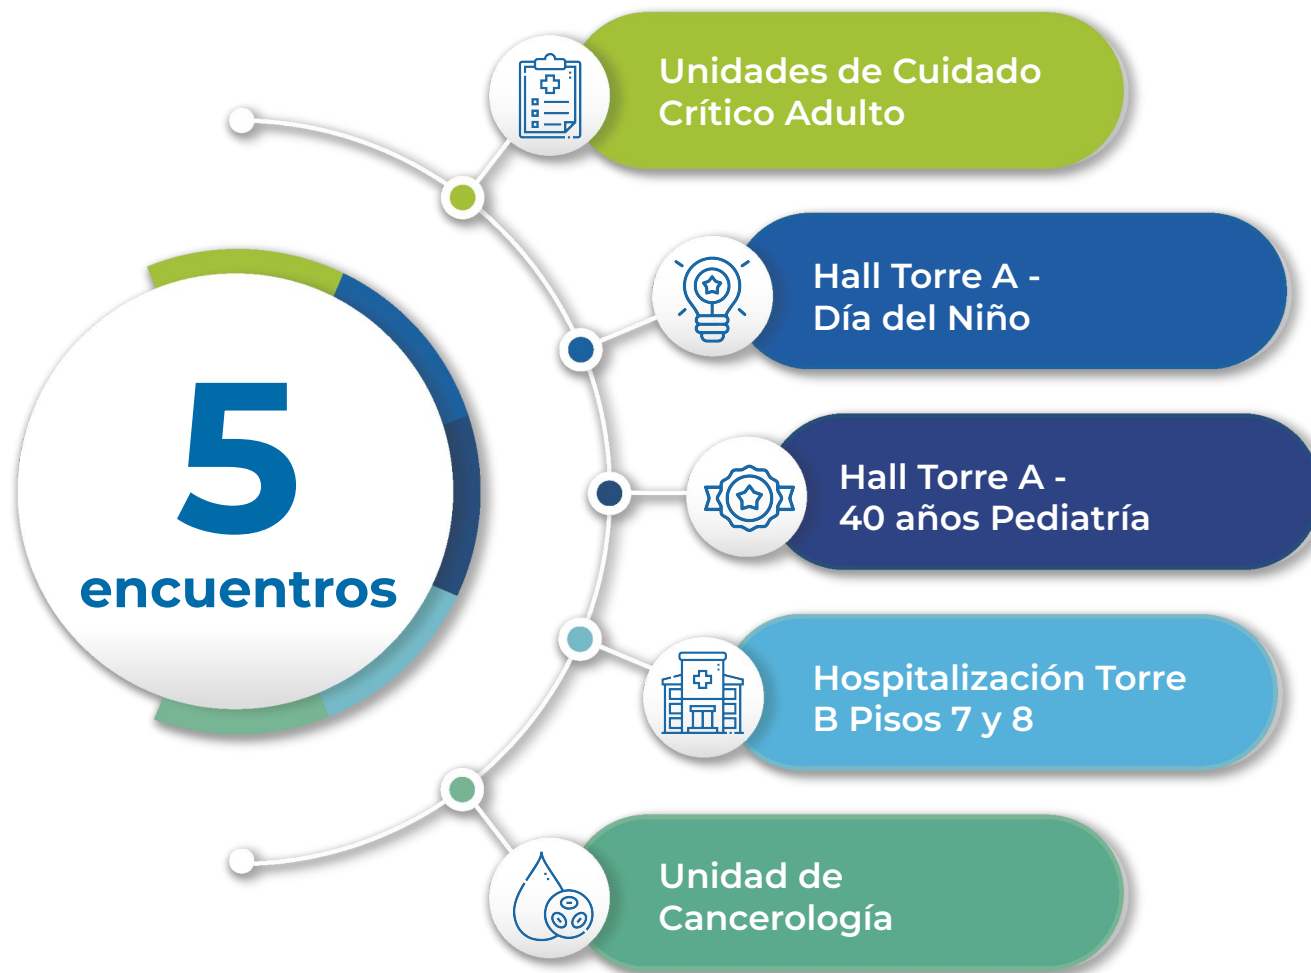 5
encuentros
Unidades de Cuidado
Crítico Adulto
Hall Torre A -
Día del Niño
Hall Torre A -
40 años Pediatría
Hospitalización Torre
B Pisos 7 y 8
Unidad de
Cancerología